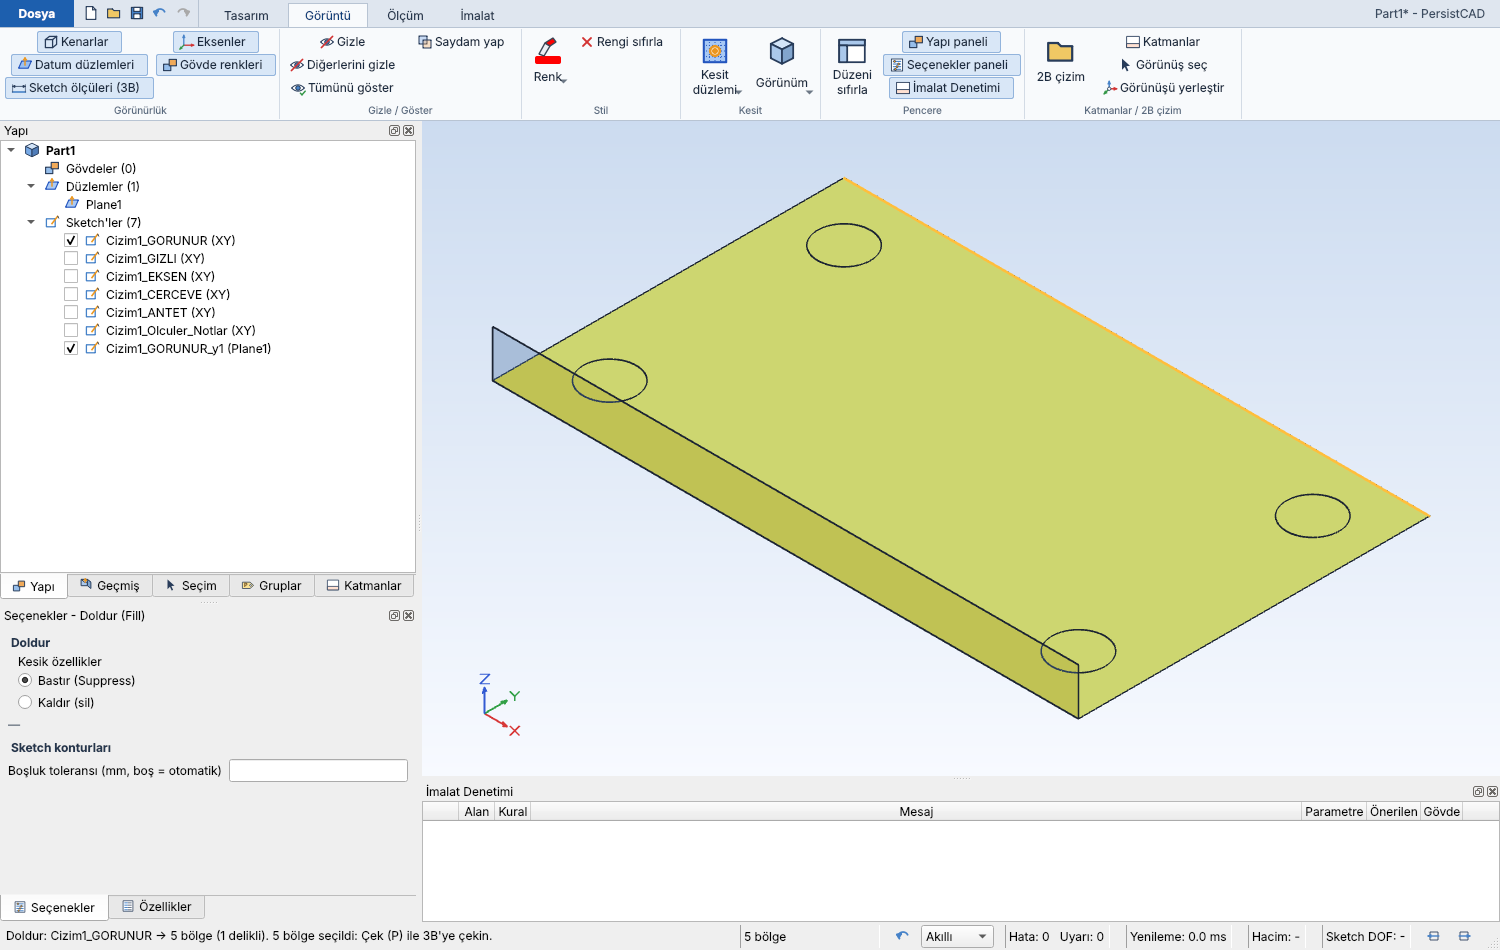 Dosya
Tasarım
Görüntü
Ölçüm
İmalat
Part1* - PersistCAD
Kenarlar
Eksenler
Datum düzlemleri
Gövde renkleri
Sketch ölçüleri (3B)
Görünürlük
Gizle
Saydam yap
Diğerlerini gizle
Tümünü göster
Gizle / Göster
Renk
Rengi sıfırla
Stil
Kesit
düzlemi
Görünüm
Kesit
Düzeni
sıfırla
Yapı paneli
Seçenekler paneli
İmalat Denetimi
Pencere
2B çizim
Katmanlar
Görünüş seç
Görünüşü yerleştir
Katmanlar / 2B çizim
Yapı
Part1
Gövdeler (0)
Düzlemler (1)
Plane1
Sketch'ler (7)
Cizim1_GORUNUR (XY)
Cizim1_GIZLI (XY)
Cizim1_EKSEN (XY)
Cizim1_CERCEVE (XY)
Cizim1_ANTET (XY)
Cizim1_Olculer_Notlar (XY)
Cizim1_GORUNUR_y1 (Plane1)
Yapı
Geçmiş
Seçim
Gruplar
Katmanlar
Seçenekler - Doldur (Fill)
Doldur
Kesik özellikler
Bastır (Suppress)
Kaldır (sil)
—
Sketch konturları
Boşluk toleransı (mm, boş = otomatik)
Seçenekler
Özellikler
Z
Y
X
İmalat Denetimi
Alan
Kural
Mesaj
Parametre
Önerilen
Gövde
Doldur: Cizim1_GORUNUR → 5 bölge (1 delikli). 5 bölge seçildi: Çek (P) ile 3B'ye çekin.
5 bölge
Akıllı
Hata: 0
Uyarı: 0
Yenileme: 0.0 ms
Hacim: -
Sketch DOF: -